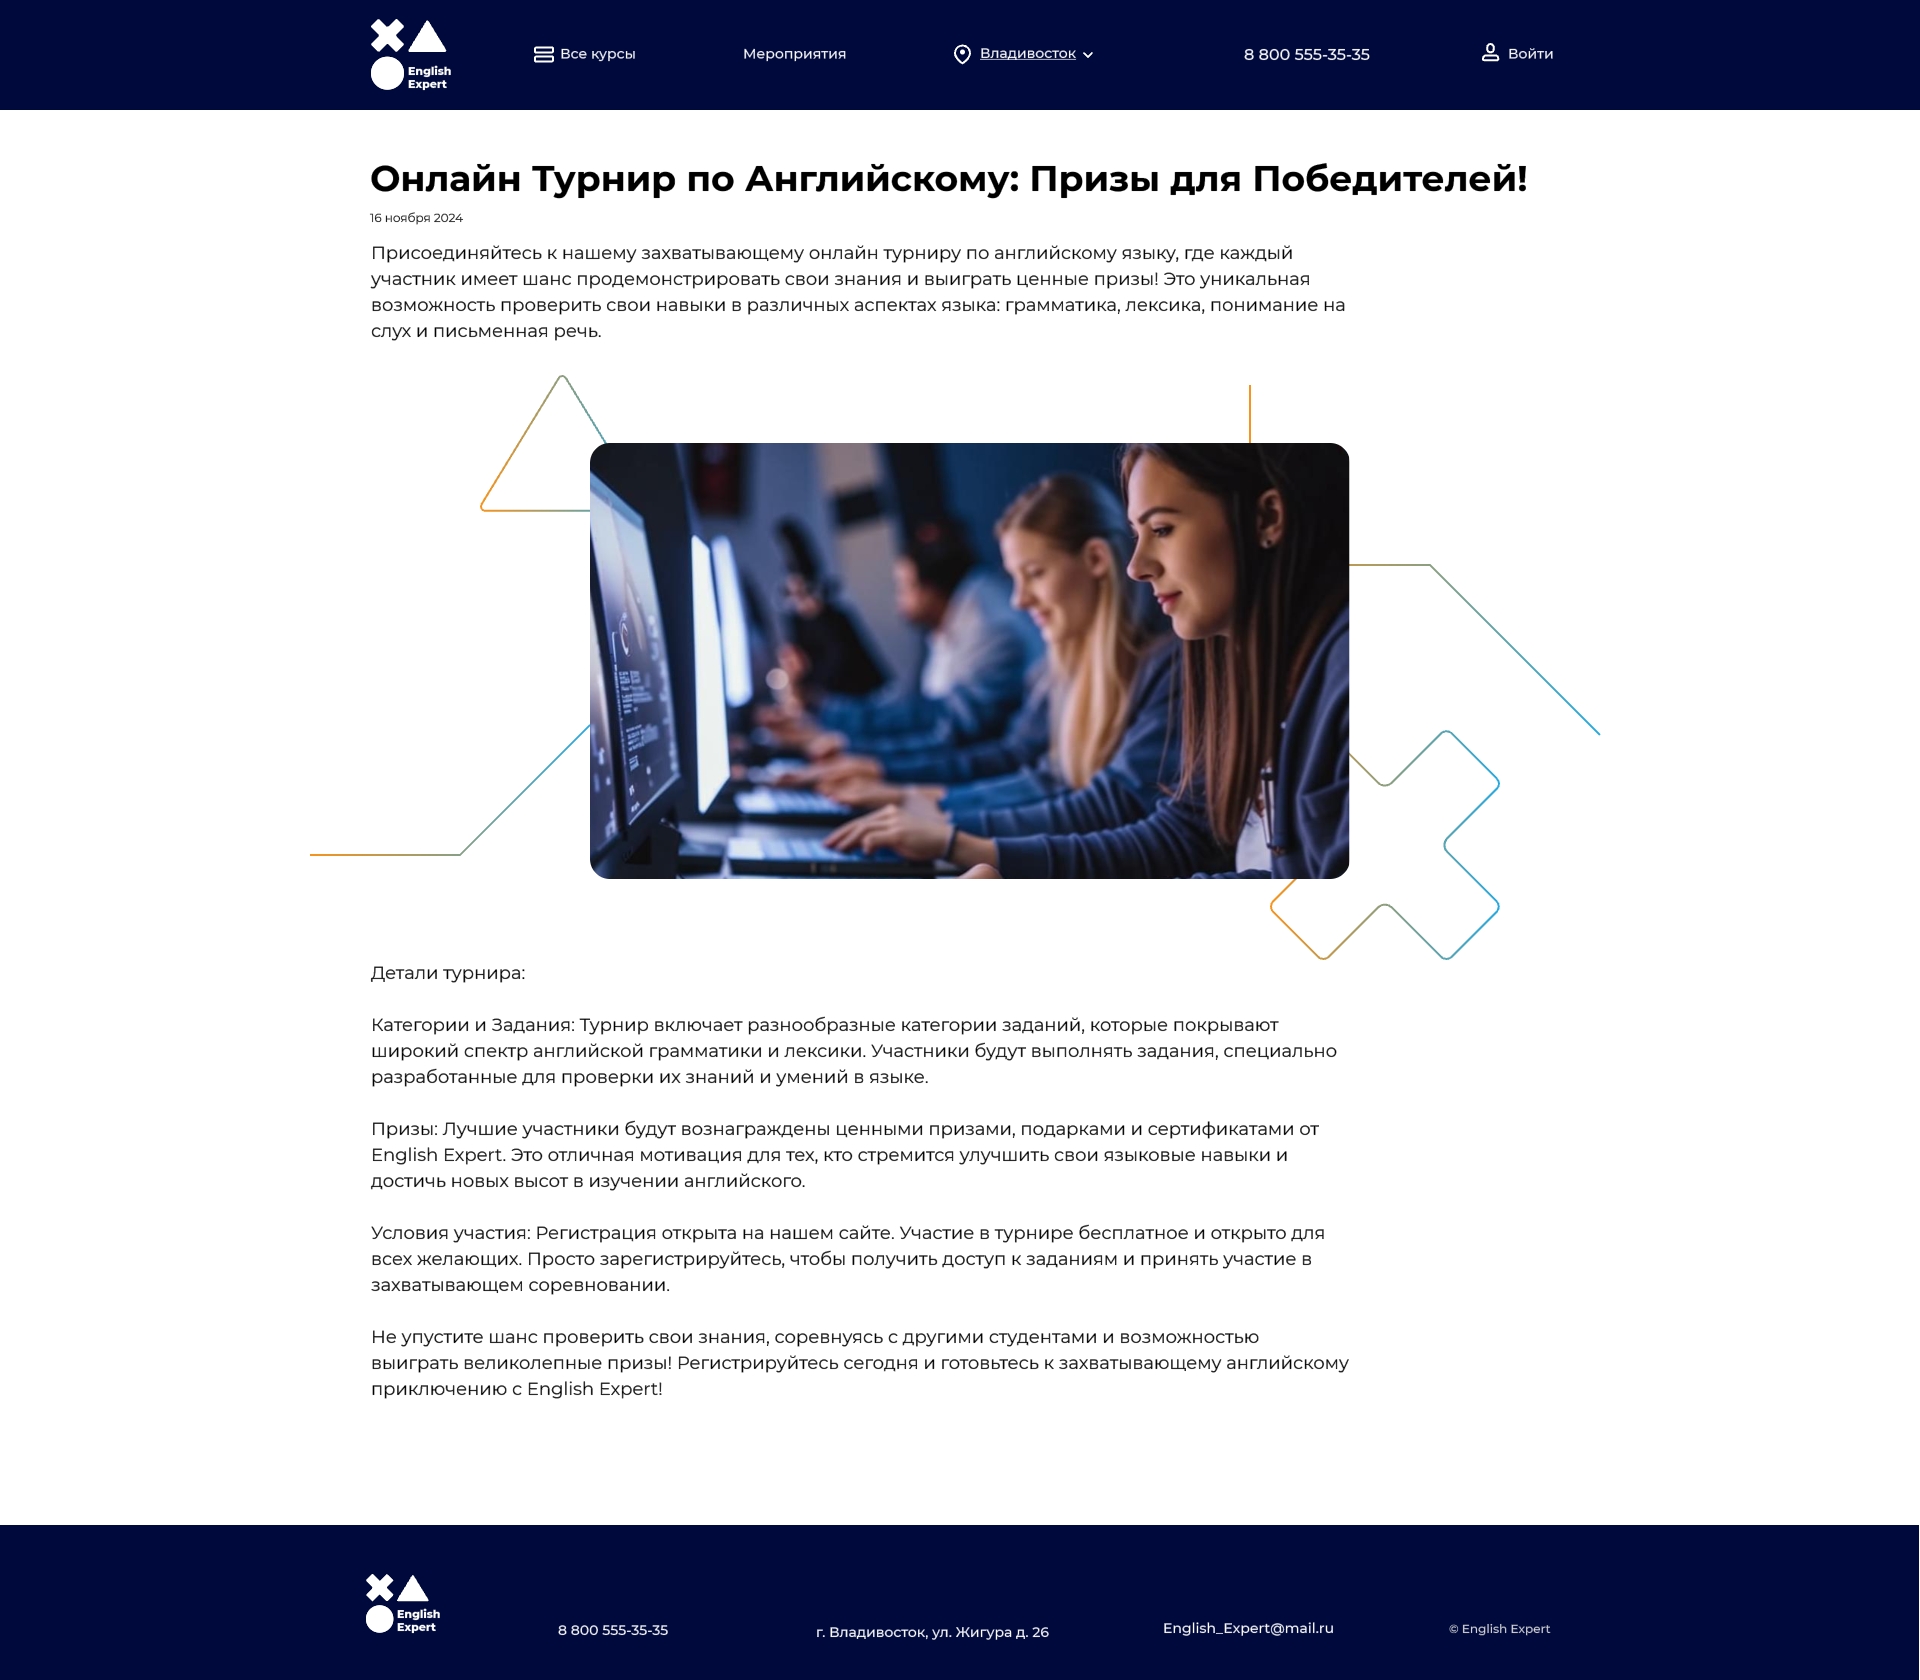 English
Expert
Все курсы
Мероприятия
Владивосток
8 800 555-35-35
Войти
Онлайн Турнир по Английскому: Призы для Победителей!
16 ноября 2024
Присоединяйтесь к нашему захватывающему онлайн турниру по английскому языку, где каждый
участник имеет шанс продемонстрировать свои знания и выиграть ценные призы! Это уникальная
возможность проверить свои навыки в различных аспектах языка: грамматика, лексика, понимание на
слух и письменная речь.
Детали турнира:
Категории и Задания: Турнир включает разнообразные категории заданий, которые покрывают
широкий спектр английской грамматики и лексики. Участники будут выполнять задания, специально
разработанные для проверки их знаний и умений в языке.
Призы: Лучшие участники будут вознаграждены ценными призами, подарками и сертификатами от
English Expert. Это отличная мотивация для тех, кто стремится улучшить свои языковые навыки и
достичь новых высот в изучении английского.
Условия участия: Регистрация открыта на нашем сайте. Участие в турнире бесплатное и открыто для
всех желающих. Просто зарегистрируйтесь, чтобы получить доступ к заданиям и принять участие в
захватывающем соревновании.
Не упустите шанс проверить свои знания, соревнуясь с другими студентами и возможностью
выиграть великолепные призы! Регистрируйтесь сегодня и готовьтесь к захватывающему английскому
приключению с English Expert!
English
Expert
8 800 555-35-35
г. Владивосток, ул. Жигура д. 26
English_Expert@mail.ru
© English Expert